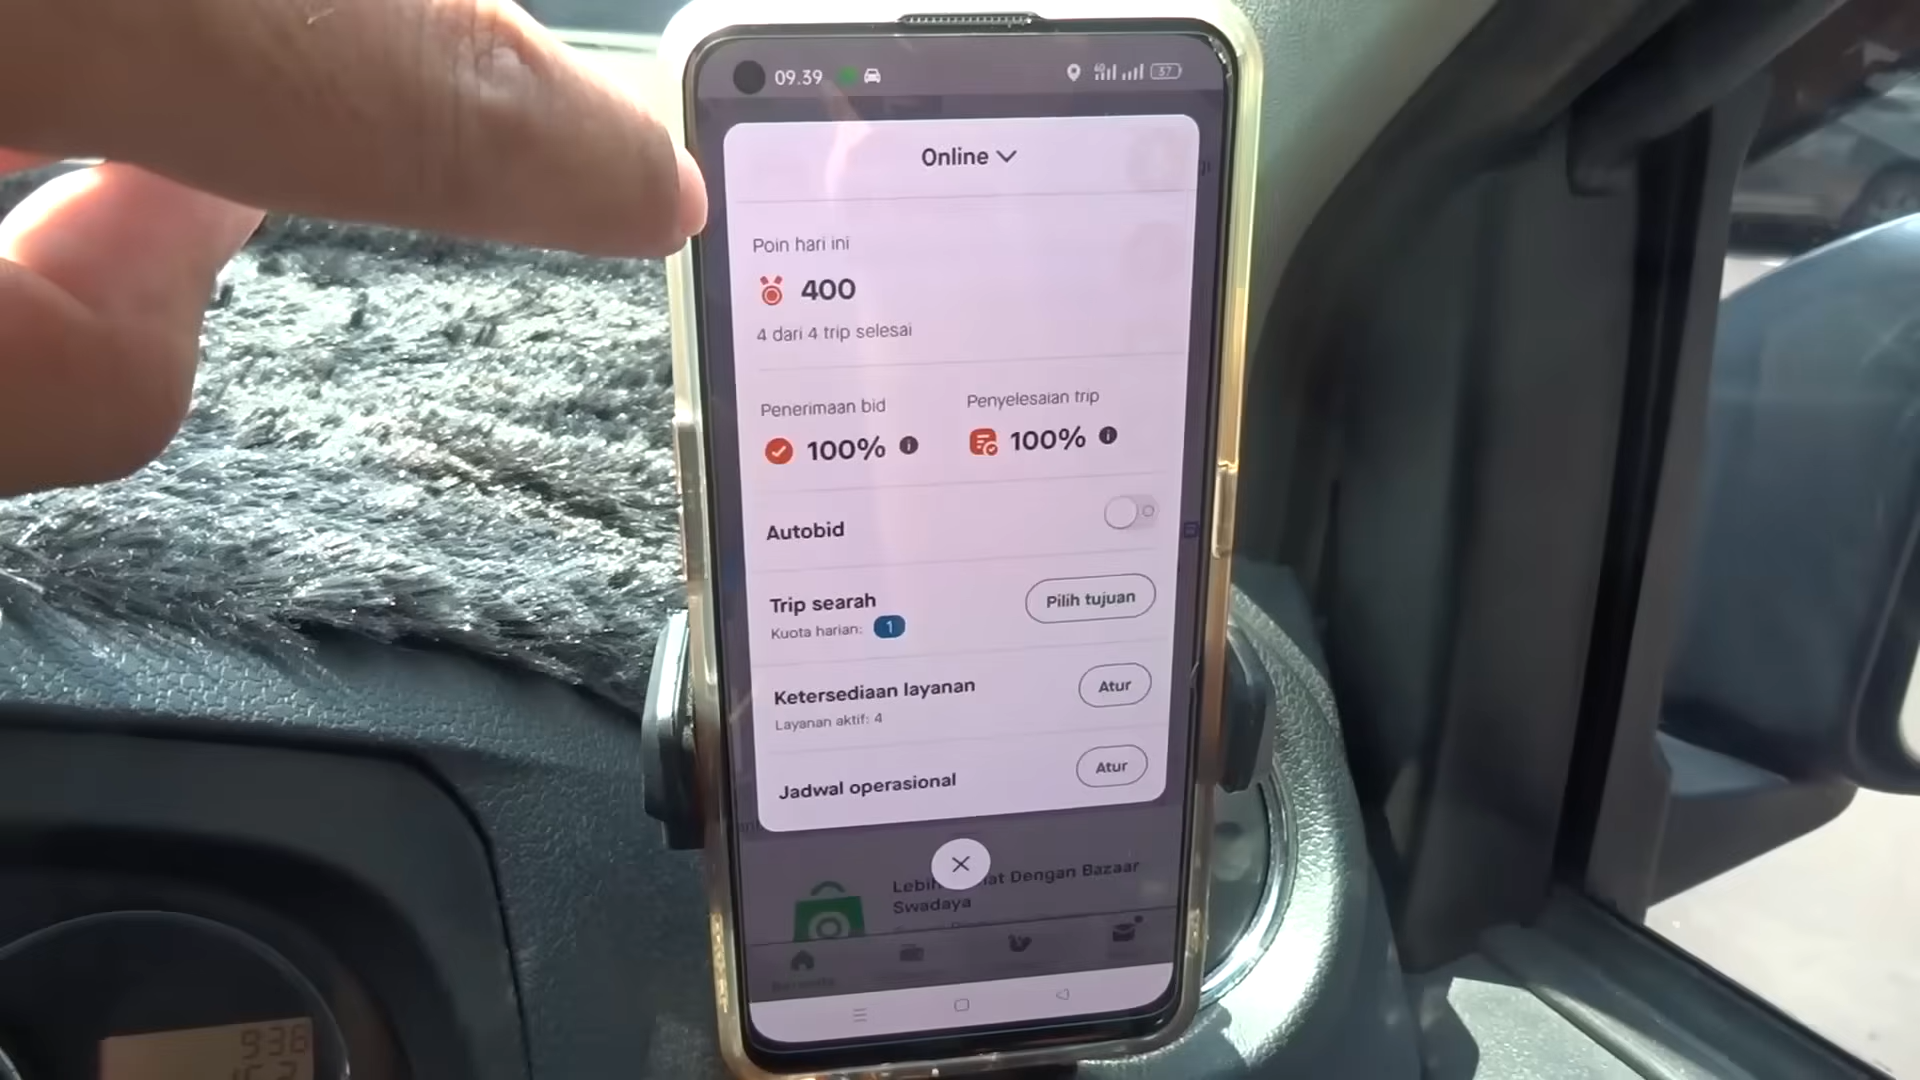 09.39
57
Online
Poin hari ini
400
4 dari 4 trip selesai
Penerimaan bid
Penyelesaian trip
100%
100%
Autobid
Trip searah
Pilih tujuan
Kuota harian: 1
Ketersediaan layanan
Atur
Layanan aktif: 4
Jadwal operasional
Atur
Dengan Bazaar
Swadaya